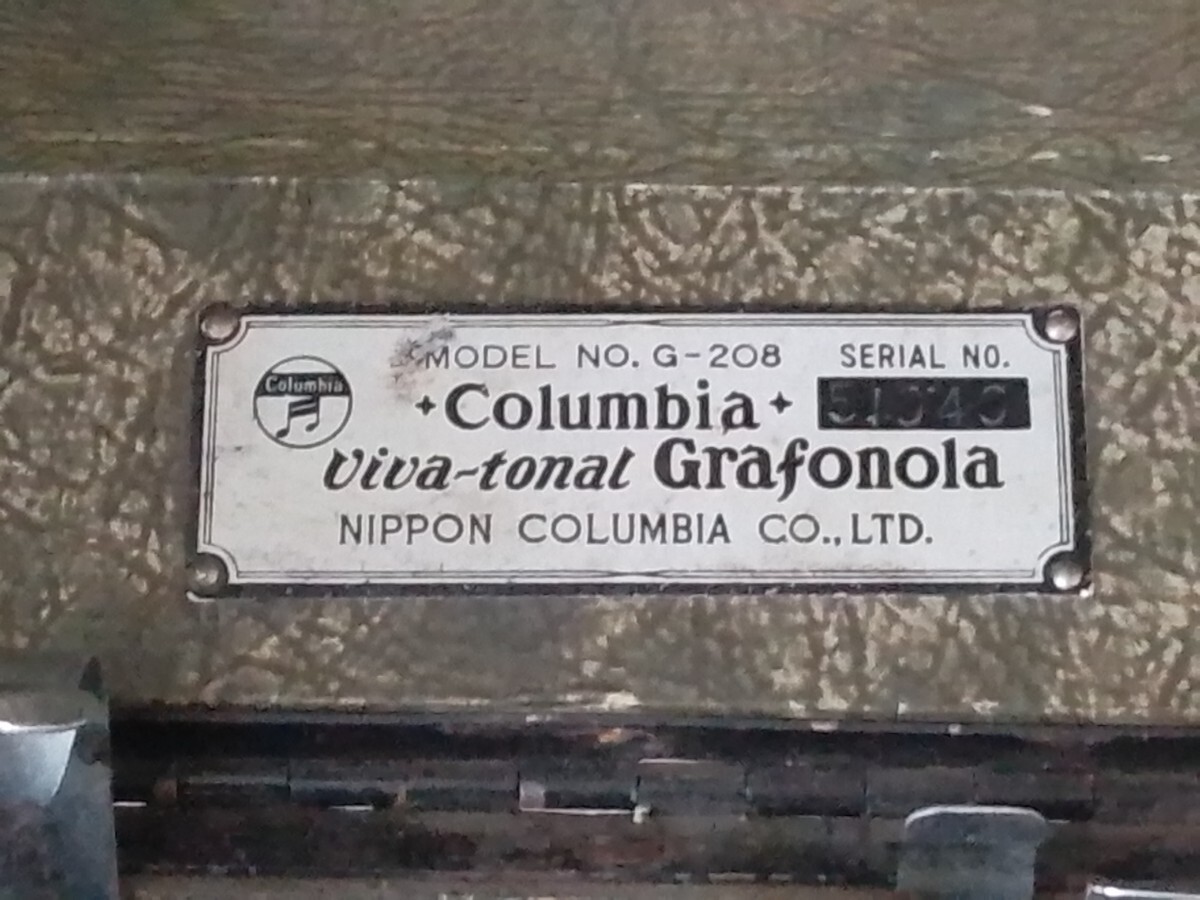 MODEL NO. G-208 SERIAL NO.
Columbia
Columbia
Viva-tonal Grafonola
NIPPON COLUMBIA CO., LTD.